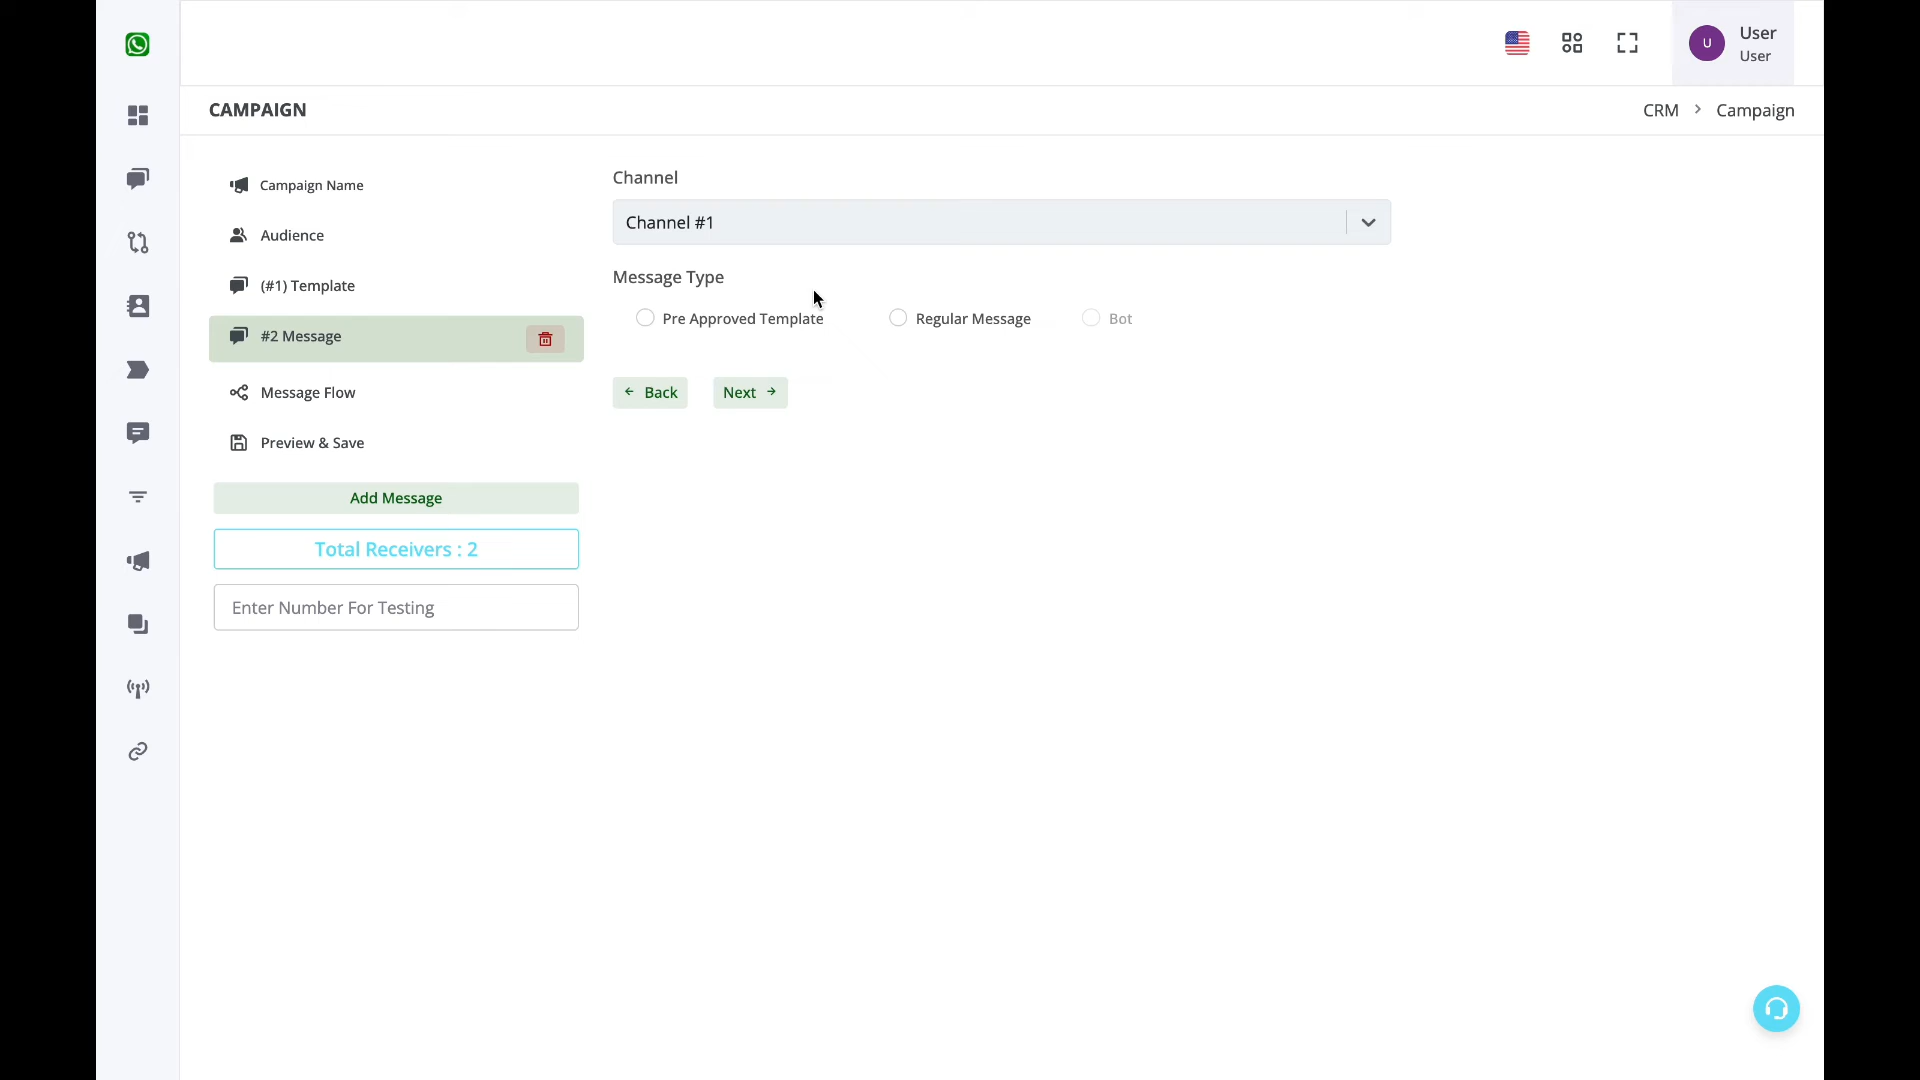 U
User
User
CAMPAIGN
CRM > Campaign
Campaign Name
Audience
(#1) Template
#2 Message
Message Flow
Preview & Save
Add Message
Total Receivers : 2
Enter Number For Testing
Channel
Channel #1
Message Type
Pre Approved Template
Regular Message
Bot
Back
Next